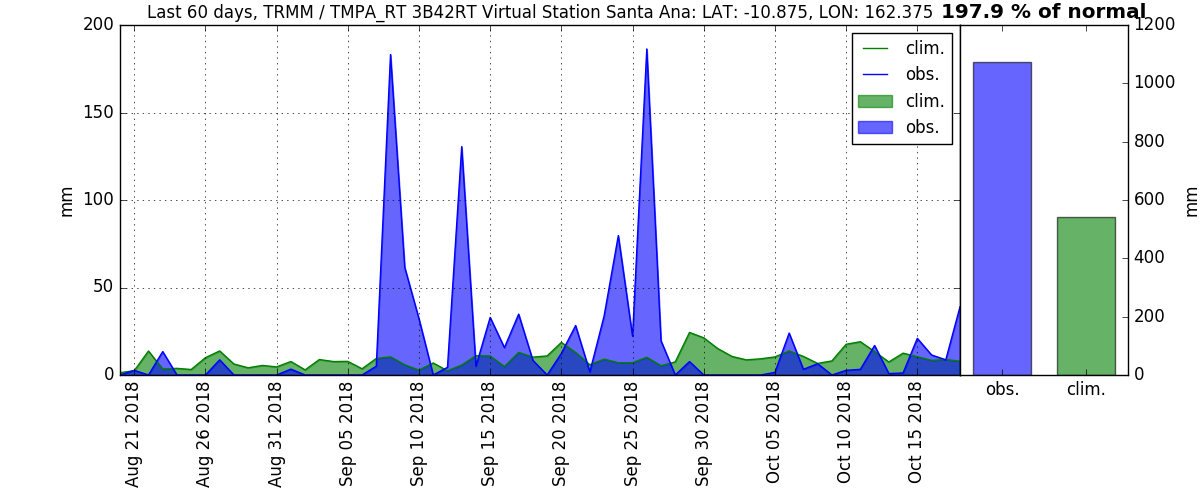 Last 60 days, TRMM / TMPA_RT 3B42RT Virtual Station Santa Ana: LAT: -10.875, LON: 162.375 197.9 % of normal
200
150
100
50
0
mm
clim.
obs.
clim.
obs.
Aug 21 2018
Aug 26 2018
Aug 31 2018
Sep 05 2018
Sep 10 2018
Sep 15 2018
Sep 20 2018
Sep 25 2018
Sep 30 2018
Oct 05 2018
Oct 10 2018
Oct 15 2018
1200
1000
800
600
400
200
0
mm
obs.
clim.